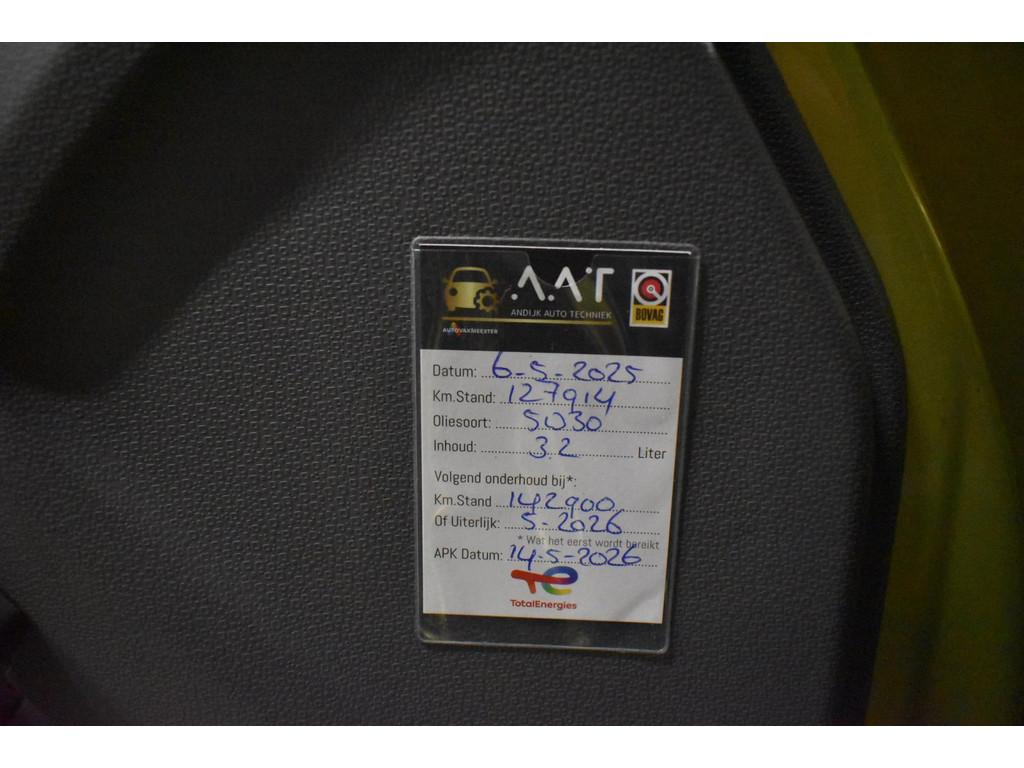 A.A.T
ANDIJK AUTO TECHNIEK
AUTOVAKMEESTER
BOVAG
Datum: 6-5-2025
Km.Stand: 127914
Oliesoort: 5W30
Inhoud: 3.2 Liter
Volgend onderhoud bij*:
Km.Stand 142900
Of Uiterlijk: 5-2026
* Wat het eerst wordt bereikt
APK Datum: 14-5-2026
TotalEnergies